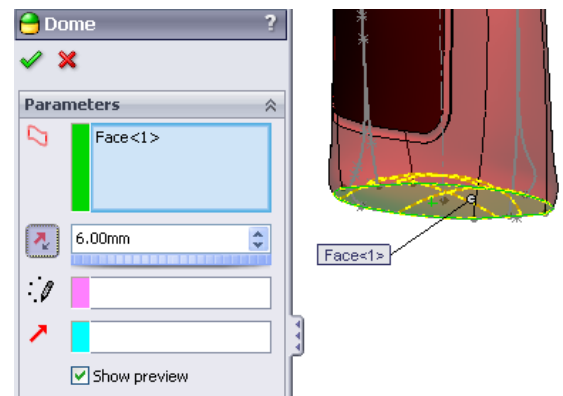 Dome ?
Parameters
Face<1>
6.00mm
Face<1>
Show preview